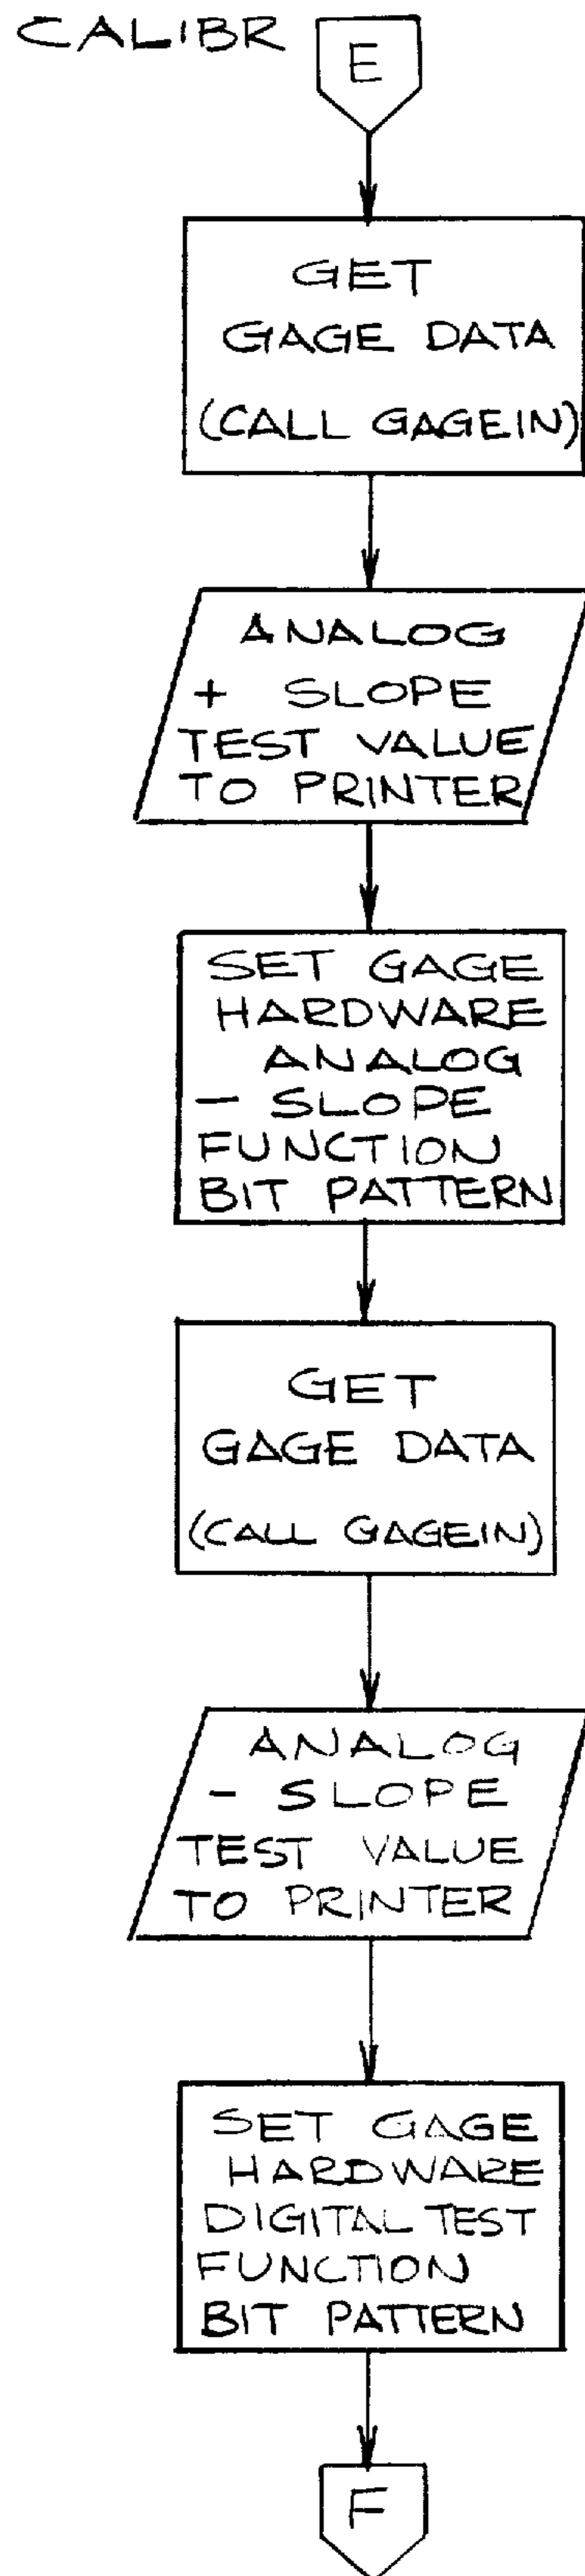 CALIBR
E
GET
GAGE DATA
(CALL GAGEIN)
ANALOG
+ SLOPE
TEST VALUE
TO PRINTER
SET GAGE
HARDWARE
ANALOG
- SLOPE
FUNCTION
BIT PATTERN
GET
GAGE DATA
(CALL GAGEIN)
ANALOG
- SLOPE
TEST VALUE
TO PRINTER
SET GAGE
HARDWARE
DIGITAL TEST
FUNCTION
BIT PATTERN
F